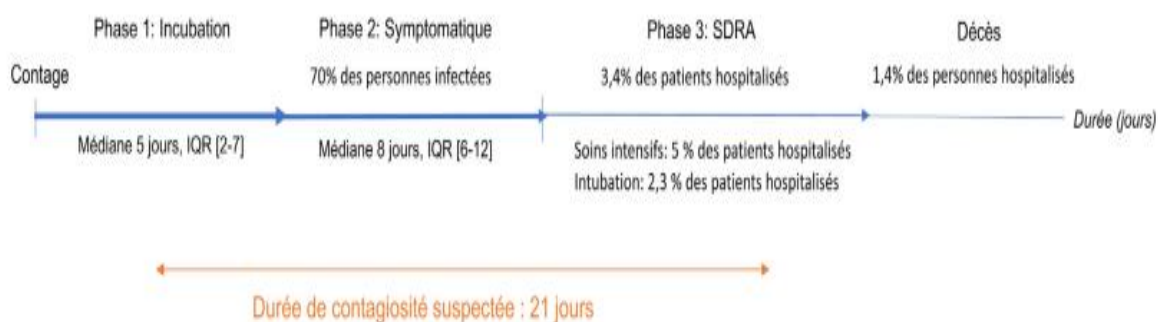 Phase 1: Incubation
Phase 2: Symptomatique
Phase 3: SDRA
Décès
Contage
70% des personnes infectées
3,4% des patients hospitalisés
1,4% des personnes hospitalisés
Durée (jours)
Médiane 5 jours, IQR [2-7]
Médiane 8 jours, IQR [6-12]
Soins intensifs: 5 % des patients hospitalisés
Intubation: 2,3 % des patients hospitalisés
Durée de contagiosité suspectée : 21 jours